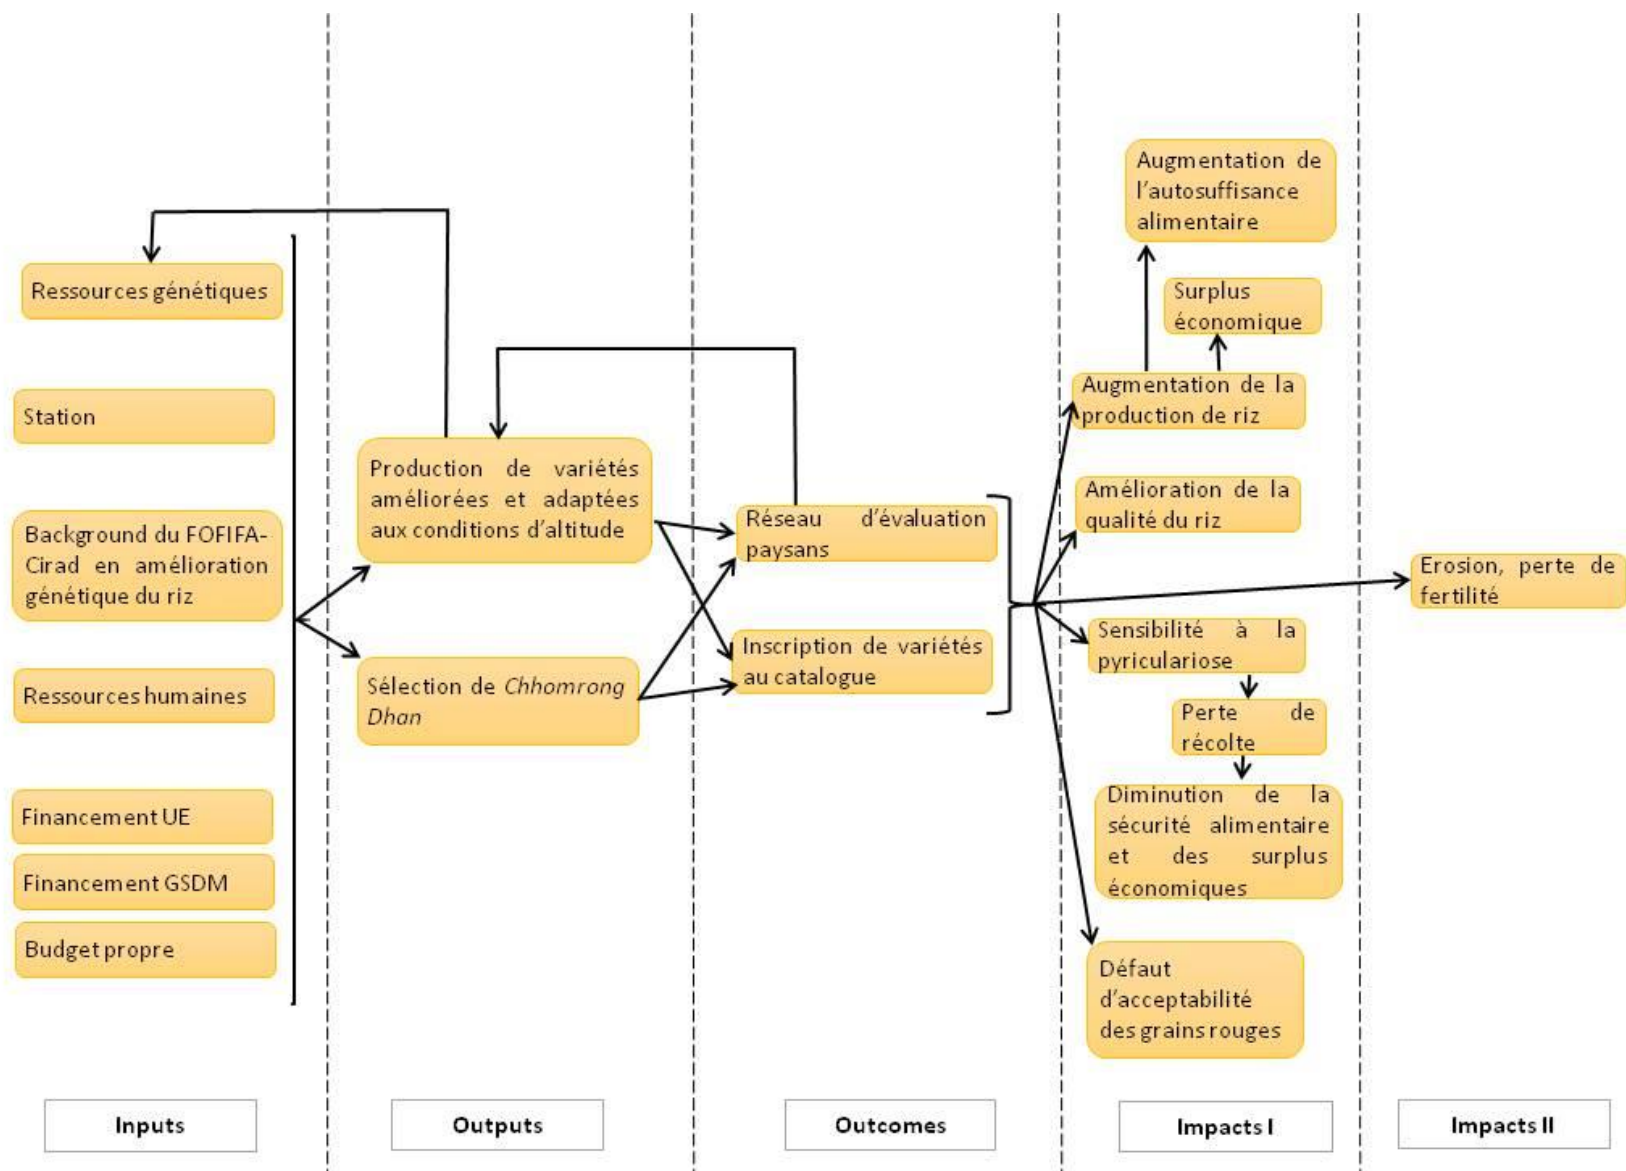 Ressources génétiques
Station
Background du FOFIFA-
Cirad en amélioration
génétique du riz
Ressources humaines
Financement UE
Financement GSDM
Budget propre
Production de variétés
améliorées et adaptées
aux conditions d'altitude
Sélection de Chhomrong
Dhan
Réseau d'évaluation
paysans
Inscription de variétés
au catalogue
Augmentation de
l'autosuffisance
alimentaire
Surplus
économique
Augmentation de la
production de riz
Amélioration de la
qualité du riz
Sensibilité à la
pyriculariose
Perte de
récolte
Diminution de la
sécurité alimentaire
et des surplus
économiques
Défaut
d'acceptabilité
des grains rouges
Erosion, perte de
fertilité
Inputs
Outputs
Outcomes
Impacts I
Impacts II